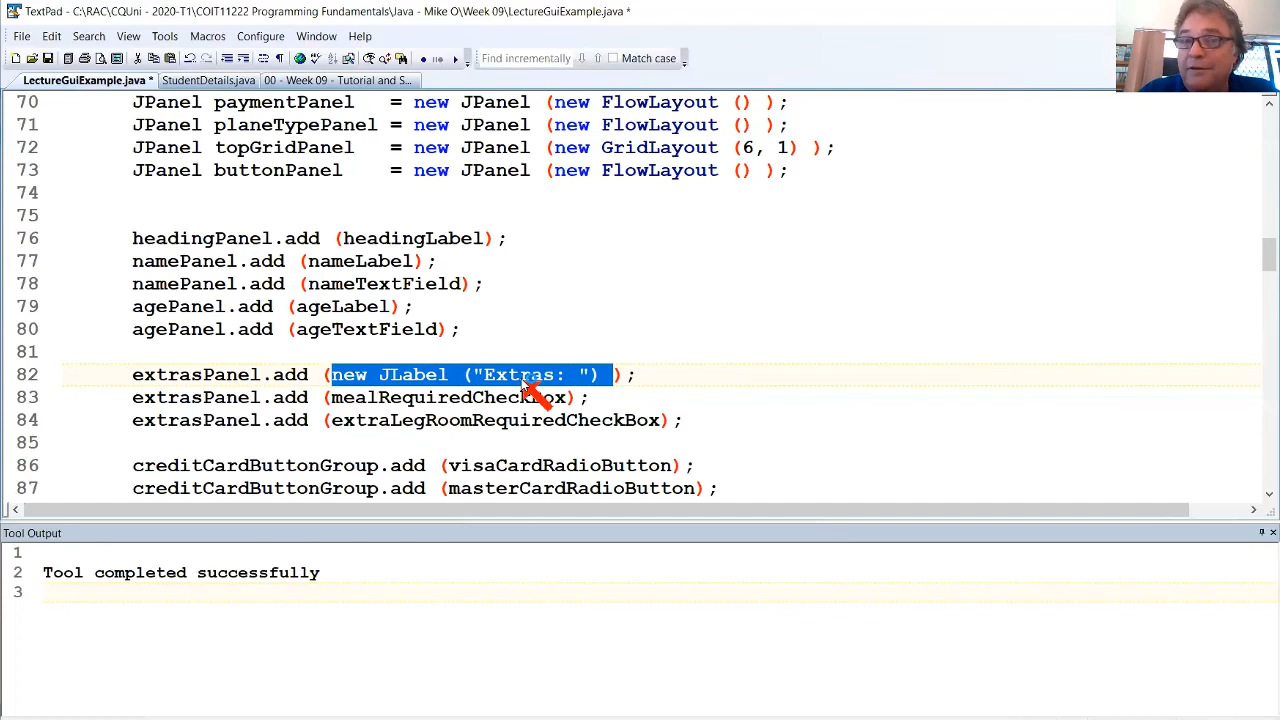 TextPad - C:\RAC\CQUni - 2020-T1\COIT11222 Programming Fundamentals\Java - Mike O\Week 09\LectureGuiExample.java *
File Edit Search View Tools Macros Configure Window Help
Find incrementally Match case
LectureGuiExample.java * StudentDetails.java 00 - Week 09 - Tutorial and S...
70 JPanel paymentPanel = new JPanel (new FlowLayout () );
71 JPanel planeTypePanel = new JPanel (new FlowLayout () );
72 JPanel topGridPanel = new JPanel (new GridLayout (6, 1) );
73 JPanel buttonPanel = new JPanel (new FlowLayout () );
74
75
76 headingPanel.add (headingLabel);
77 namePanel.add (nameLabel);
78 namePanel.add (nameTextField);
79 agePanel.add (ageLabel);
80 agePanel.add (ageTextField);
81
82 extrasPanel.add (new JLabel ("Extras: ") );
83 extrasPanel.add (mealRequiredCheckBox);
84 extrasPanel.add (extraLegRoomRequiredCheckBox);
85
86 creditCardButtonGroup.add (visaCardRadioButton);
87 creditCardButtonGroup.add (masterCardRadioButton);
Tool Output
1
2 Tool completed successfully
3